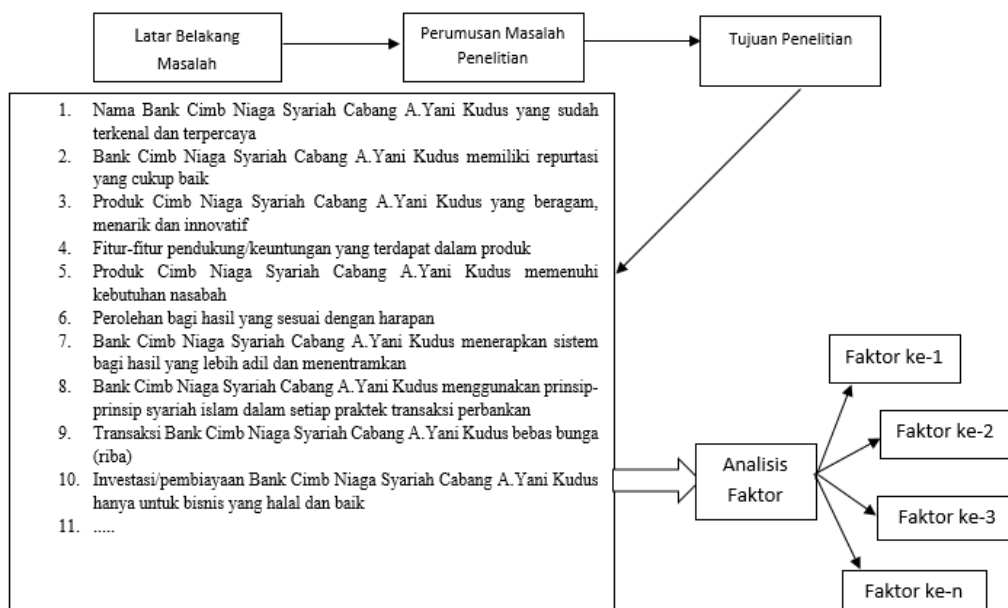 Latar Belakang
Masalah
Perumusan Masalah
Penelitian
Tujuan Penelitian
1. Nama Bank Cimb Niaga Syariah Cabang A.Yani Kudus yang sudah
terkenal dan terpercaya
2. Bank Cimb Niaga Syariah Cabang A.Yani Kudus memiliki repurtasi
yang cukup baik
3. Produk Cimb Niaga Syariah Cabang A.Yani Kudus yang beragam,
menarik dan innovatif
4. Fitur-fitur pendukung/keuntungan yang terdapat dalam produk
5. Produk Cimb Niaga Syariah Cabang A.Yani Kudus memenuhi
kebutuhan nasabah
6. Perolehan bagi hasil yang sesuai dengan harapan
7. Bank Cimb Niaga Syariah Cabang A.Yani Kudus menerapkan sistem
bagi hasil yang lebih adil dan menentramkan
8. Bank Cimb Niaga Syariah Cabang A.Yani Kudus menggunakan prinsip-
prinsip syariah islam dalam setiap praktek transaksi perbankan
9. Transaksi Bank Cimb Niaga Syariah Cabang A.Yani Kudus bebas bunga
(riba)
10. Investasi/pembiayaan Bank Cimb Niaga Syariah Cabang A.Yani Kudus
hanya untuk bisnis yang halal dan baik
11. .....
Analisis
Faktor
Faktor ke-1
Faktor ke-2
Faktor ke-3
Faktor ke-n